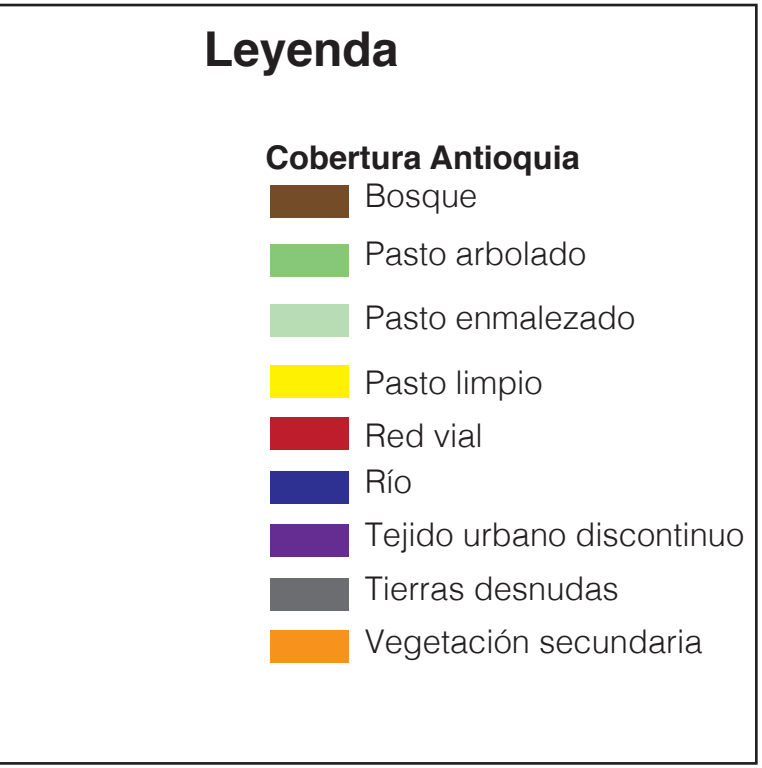 Leyenda
Cobertura Antioquia
Bosque
Pasto arbolado
Pasto enmalezado
Pasto limpio
Red vial
Río
Tejido urbano discontinuo
Tierras desnudas
Vegetación secundaria